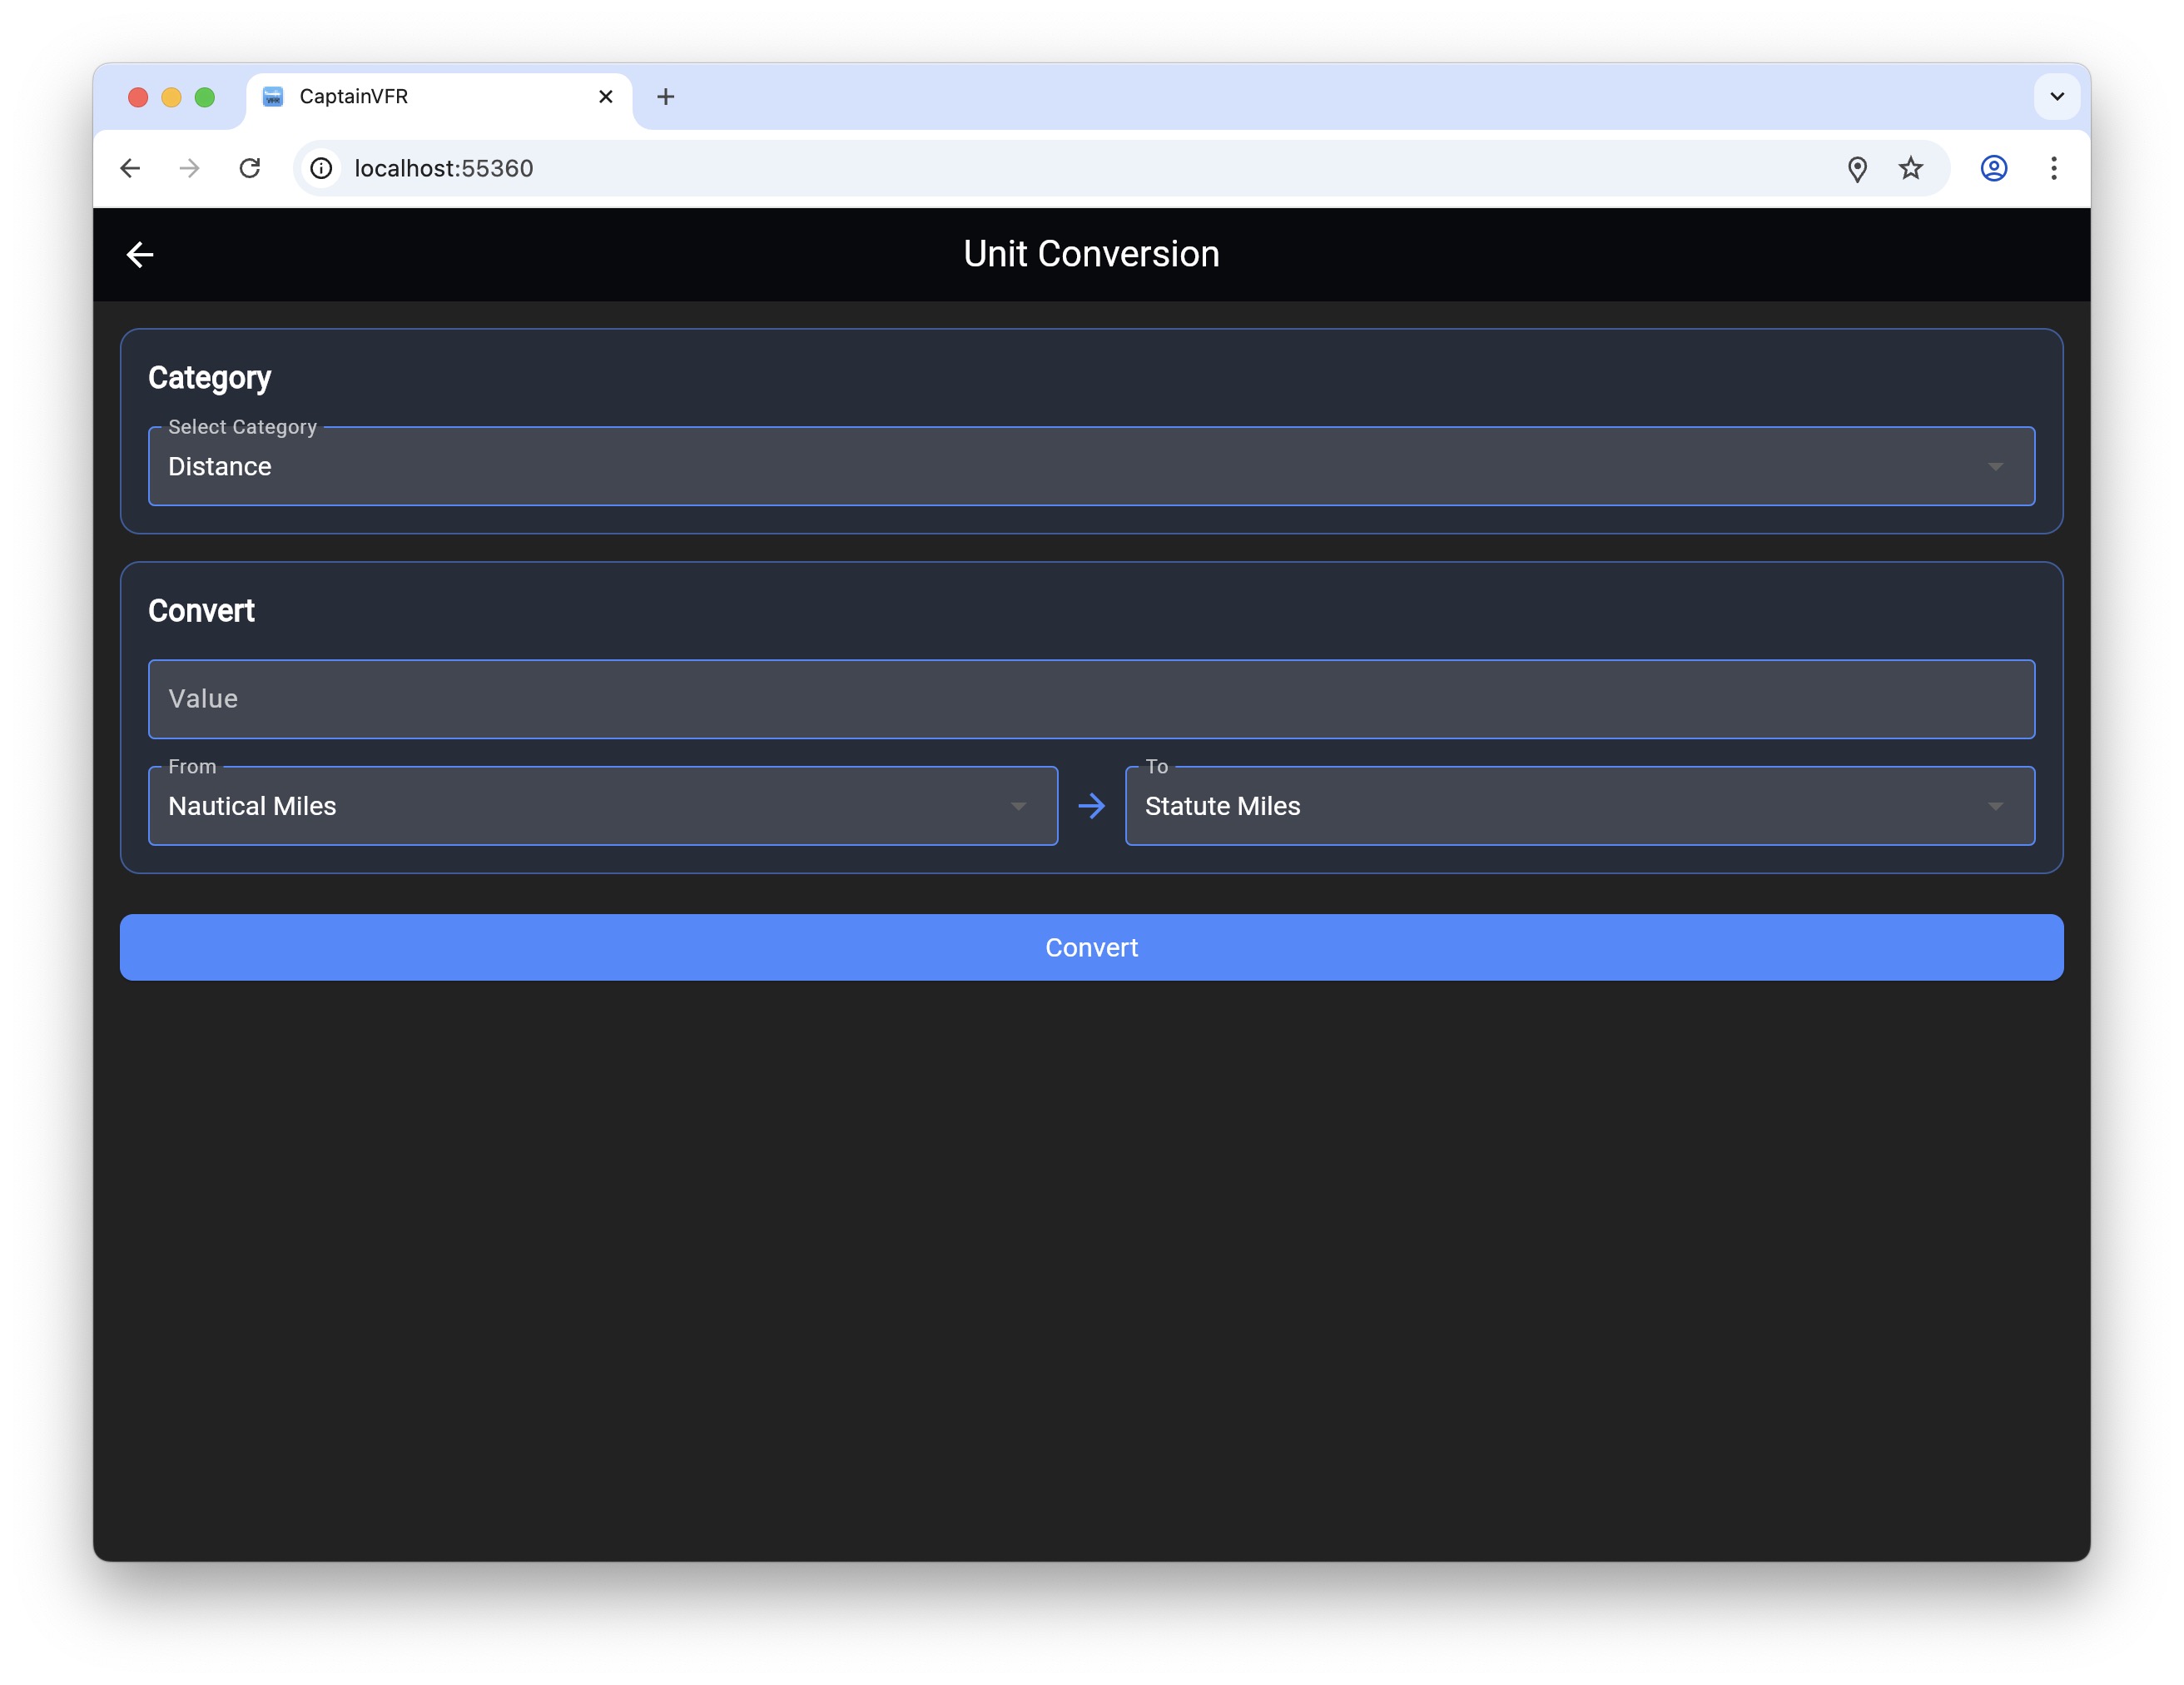 CaptainVFR
localhost:55360
Unit Conversion
Category
Select Category
Distance
Convert
Value
From
To
Nautical Miles
Statute Miles
Convert